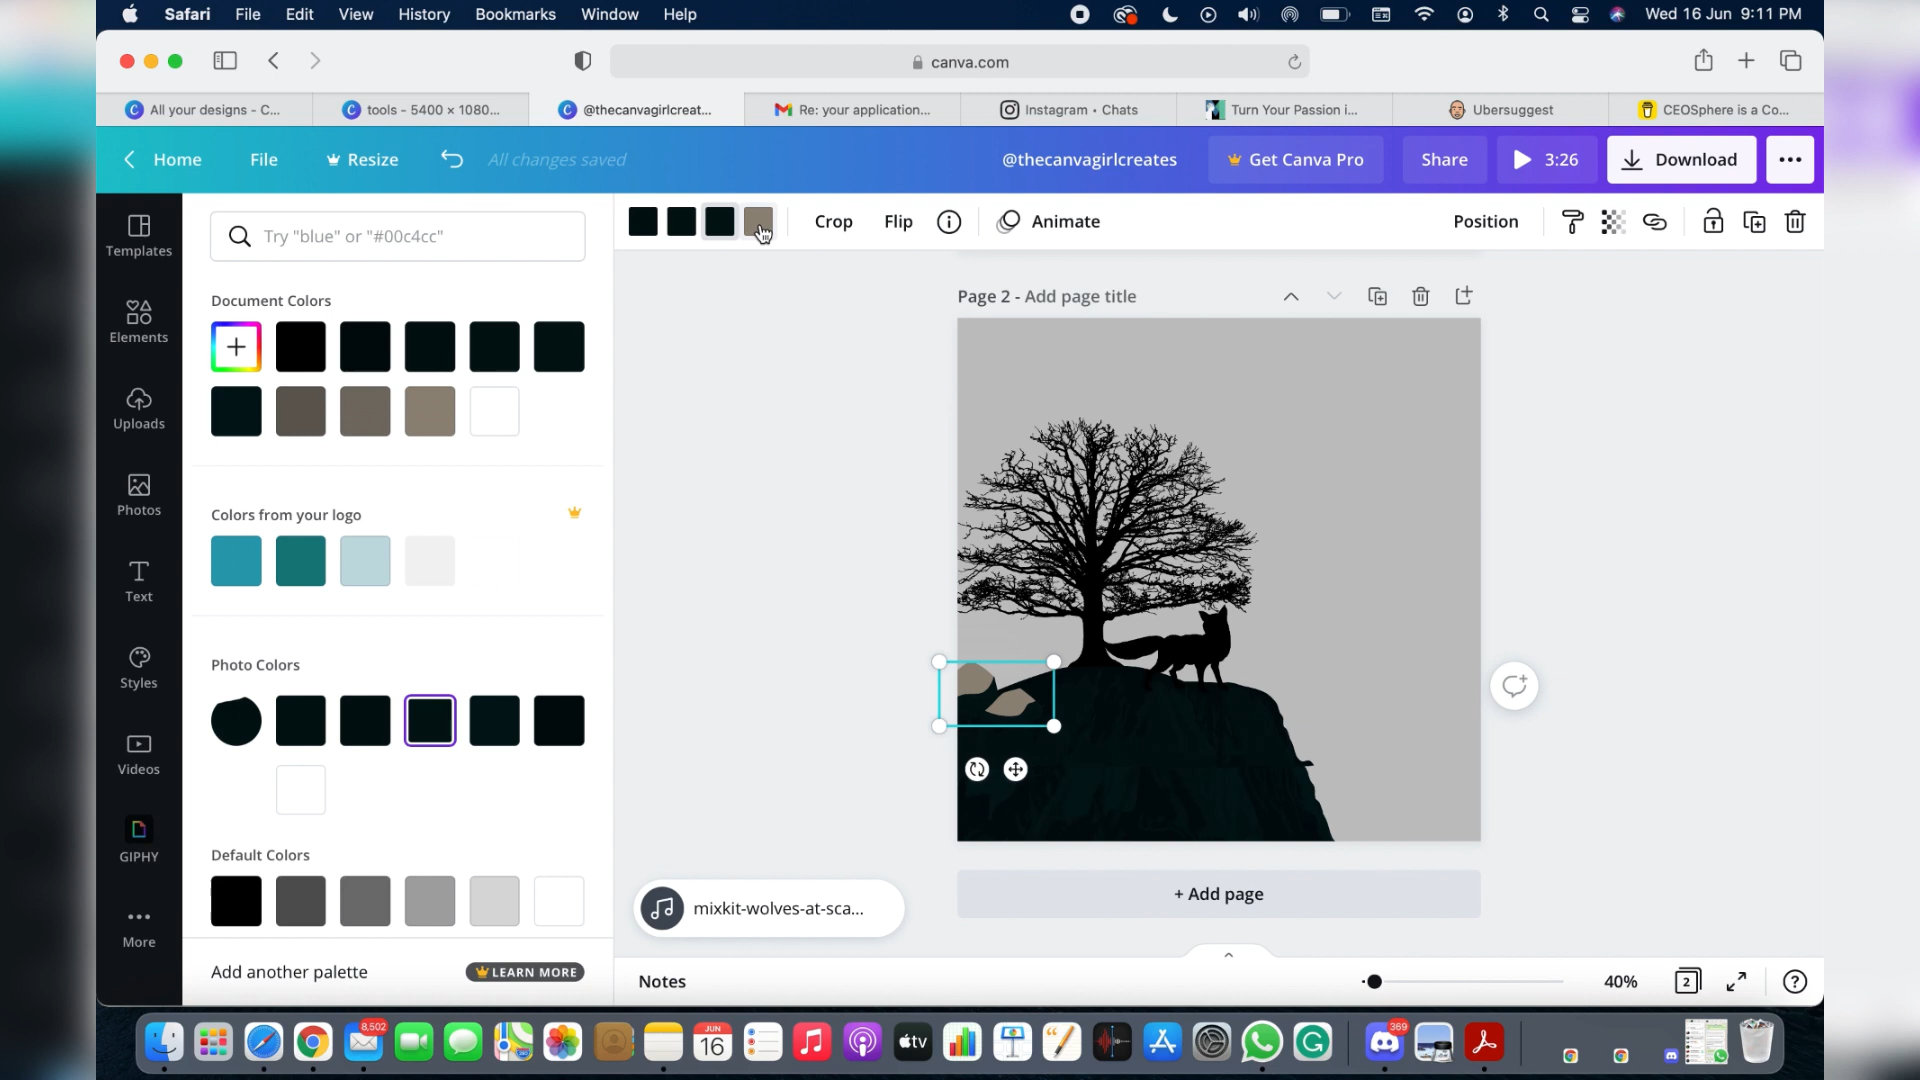 Safari File Edit View History Bookmarks Window Help Wed 16 Jun 9:11 PM
canva.com
All your designs - C... tools - 5400 × 1080... @thecanvagirlcreat... Re: your application... Instagram • Chats Turn Your Passion i... Ubersuggest CEOSphere is a Co...
Home File Resize All changes saved @thecanvagirlcreates Get Canva Pro Share 3:26 Download
Crop Flip Animate Position
Templates
Elements
Uploads
Photos
Text
Styles
Videos
GIPHY
More
Try "blue" or "#00c4cc"
Document Colors
Colors from your logo
Photo Colors
Default Colors
Add another palette LEARN MORE
Page 2 - Add page title
+ Add page
mixkit-wolves-at-sca...
Notes 40% 2
8,502
JUN
16
tv
369